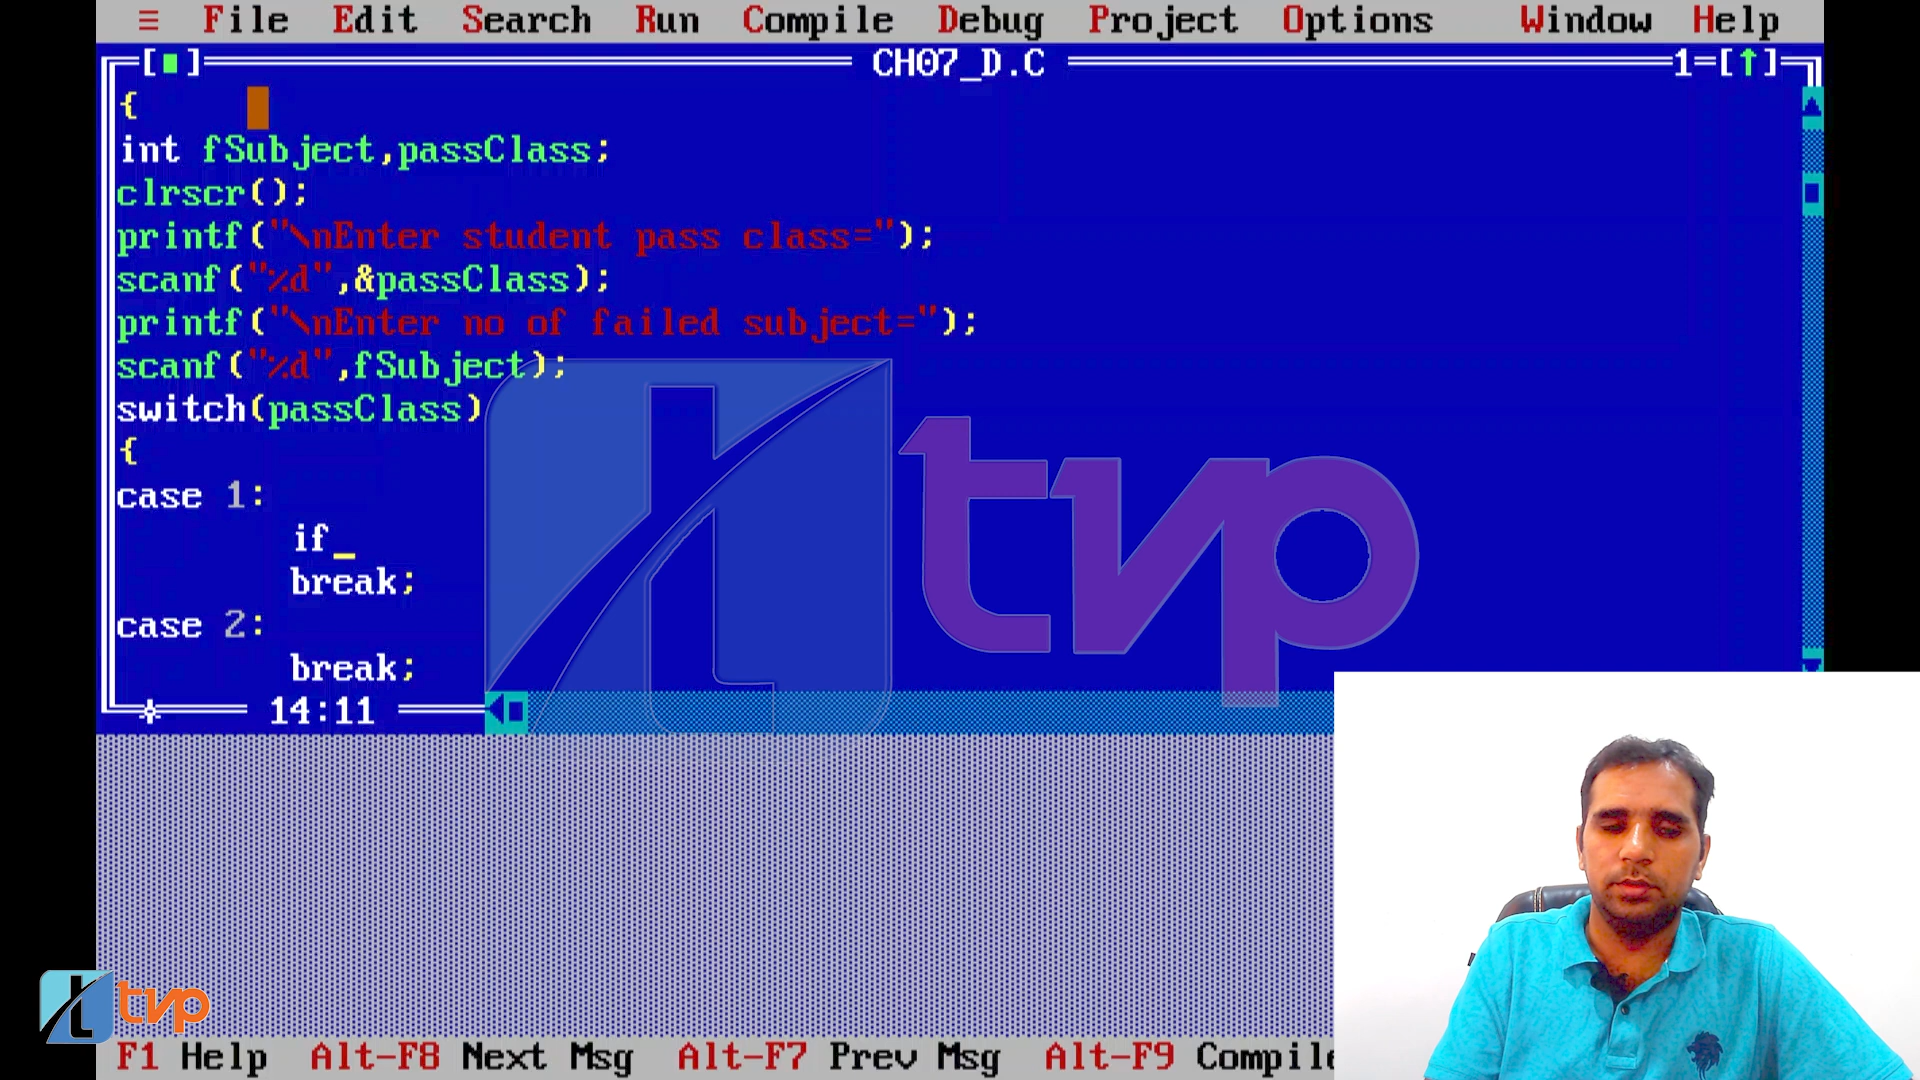 ≡ File Edit Search Run Compile Debug Project Options Window Help
[■] CH07_D.C 1=[↑]
{
int fSubject,passClass;
clrscr();
printf("\nEnter student pass class=");
scanf("%d",&passClass);
printf("\nEnter no of failed subject=");
scanf("%d",fSubject);
switch(passClass)
{
case 1:
if_
break;
case 2:
break;
14:11
tvp
tvp
F1 Help Alt-F8 Next Msg Alt-F7 Prev Msg Alt-F9 Compile